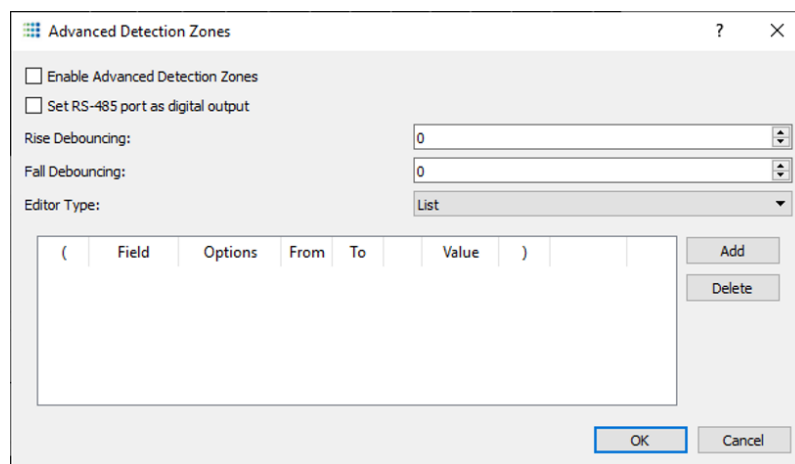 Advanced Detection Zones ?
Enable Advanced Detection Zones
Set RS-485 port as digital output
Rise Debouncing: 0
Fall Debouncing: 0
Editor Type: List
( Field Options From To Value )
Add
Delete
OK Cancel